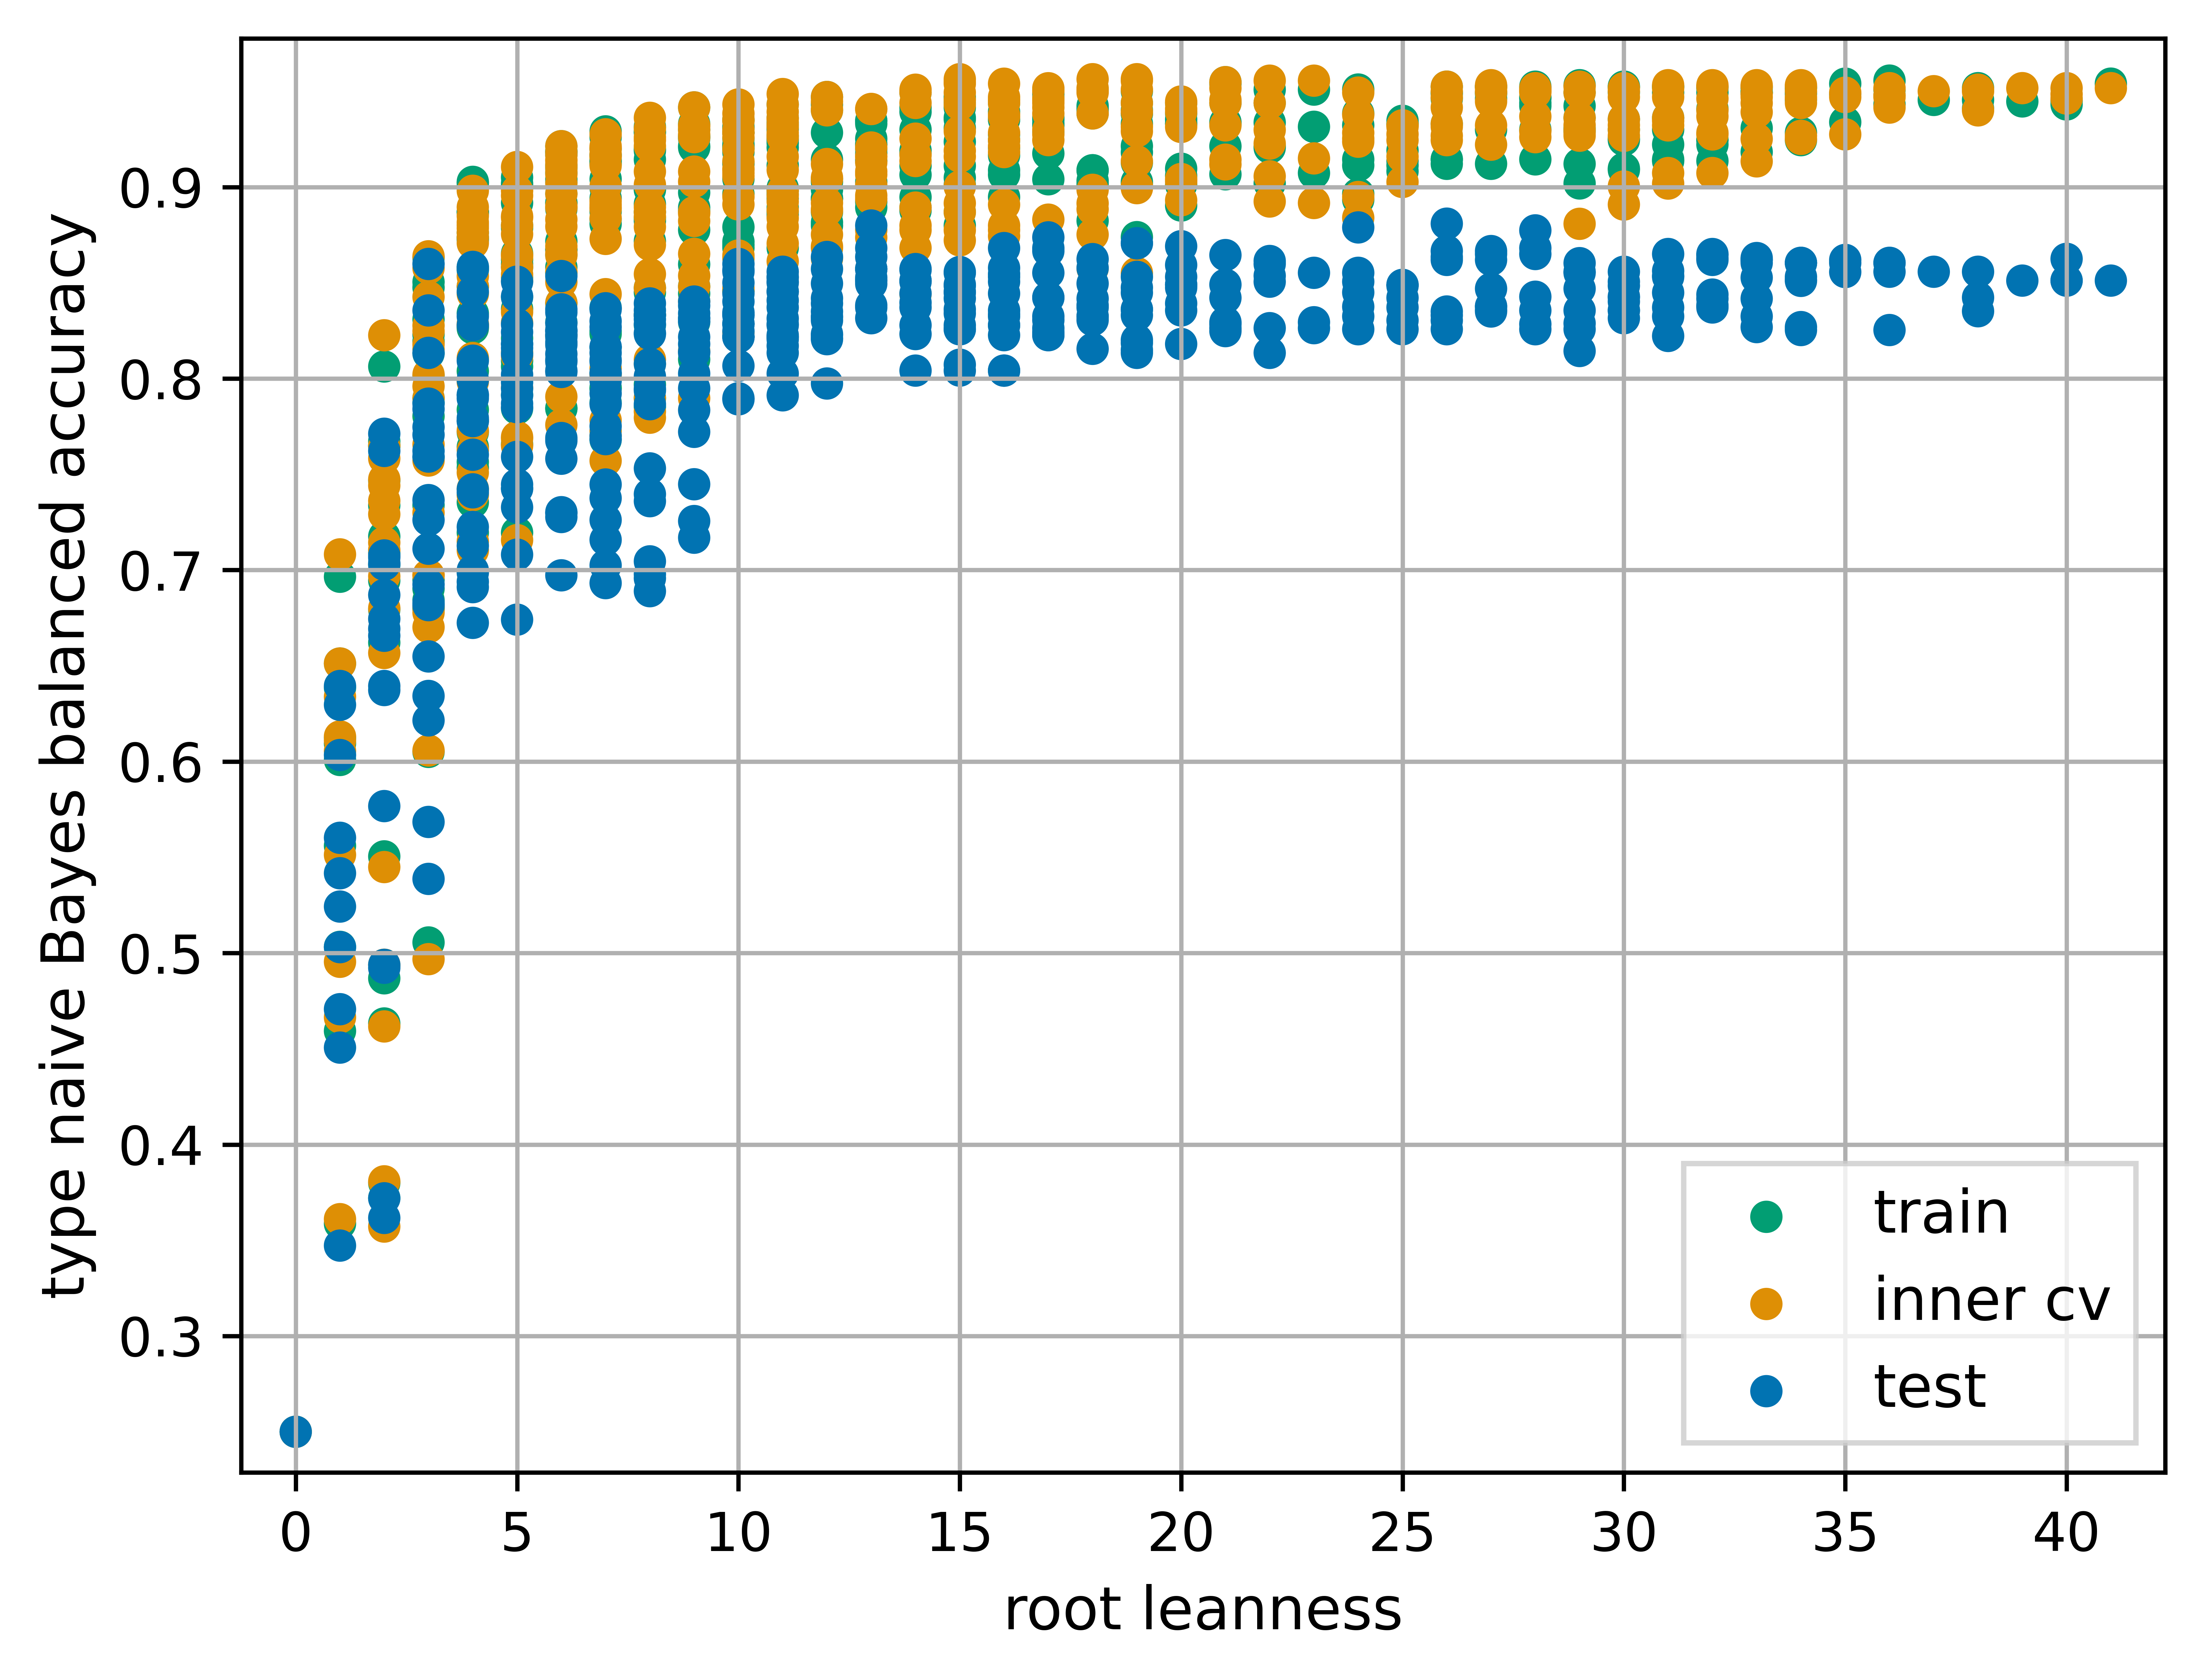 type naive Bayes balanced accuracy
0.9
0.8
0.7
0.6
0.5
0.4
0.3
train
inner cv
test
0 5 10 15 20 25 30 35 40
root leanness